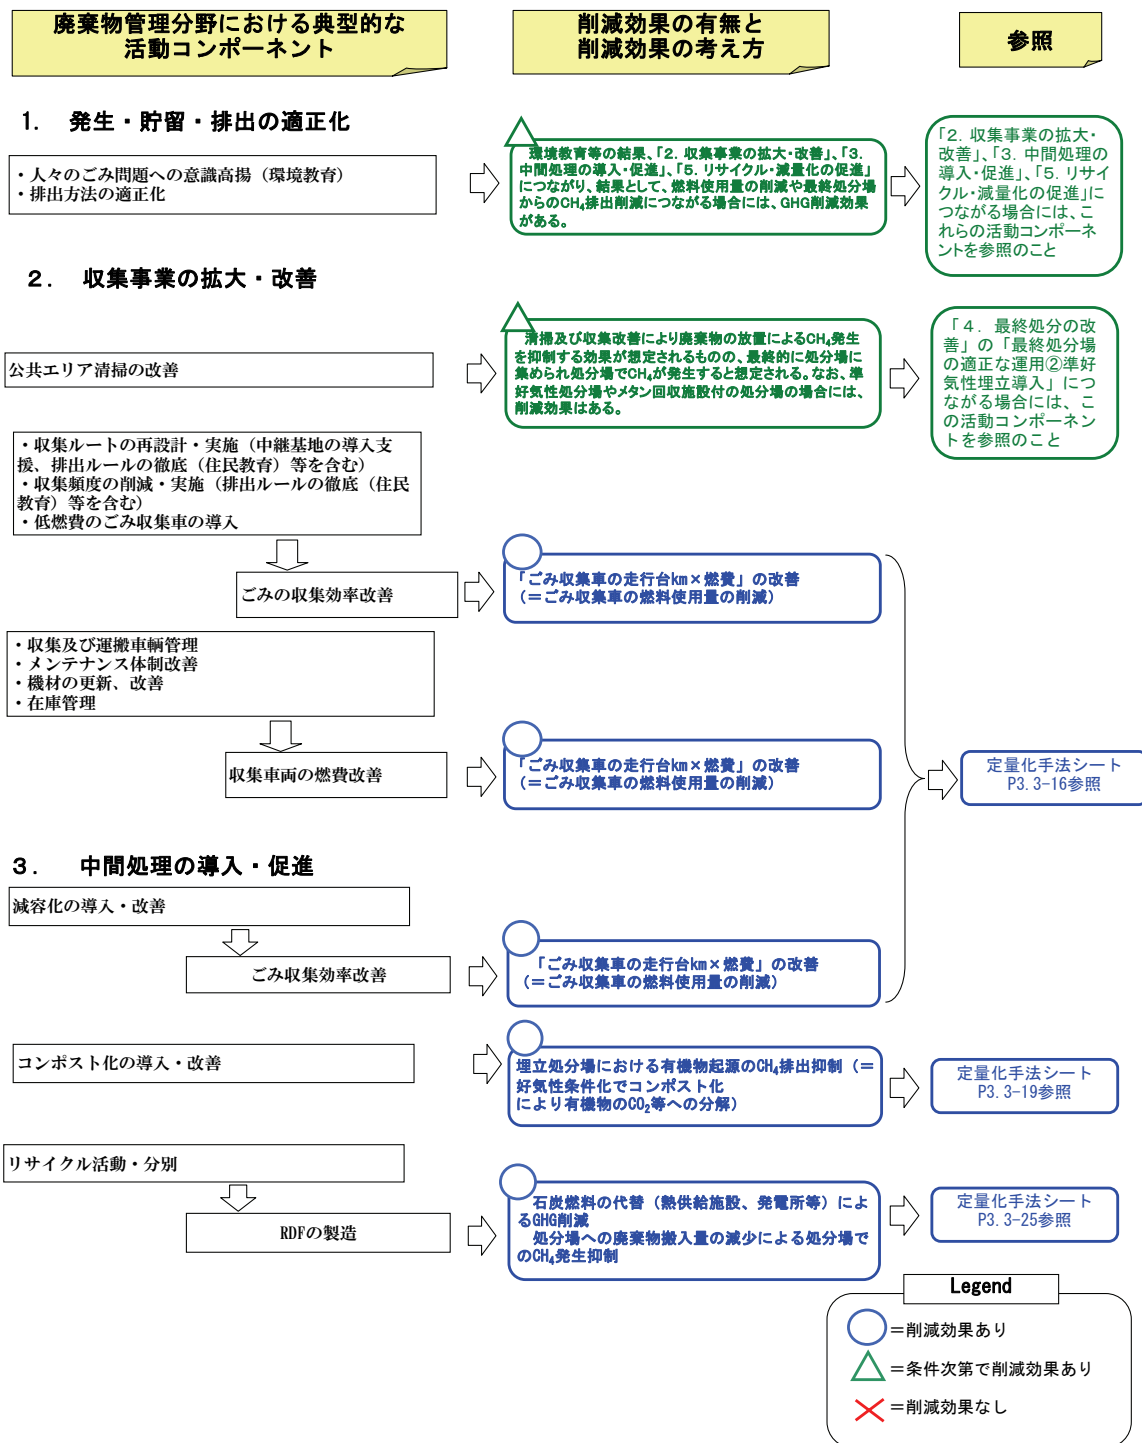 廃棄物管理分野における典型的な
活動コンポーネント
削減効果の有無と
削減効果の考え方
参照
1. 発生・貯留・排出の適正化
・人々のごみ問題への意識高揚（環境教育）
・排出方法の適正化
環境教育等の結果、「2. 収集事業の拡大・改善」、「3.
中間処理の導入・促進」、「5. リサイクル・減量化の促進」
につながり、結果として、燃料使用量の削減や最終処分場
からのCH₄排出削減につながる場合には、GHG削減効果
がある。
「2. 収集事業の拡大・
改善」、「3. 中間処理の
導入・促進」、「5. リサイ
クル・減量化の促進」に
つながる場合には、こ
れらの活動コンポーネ
ントを参照のこと
2. 収集事業の拡大・改善
公共エリア清掃の改善
清掃及び収集改善により廃棄物の放置によるCH₄発生
を抑制する効果が想定されるものの、最終的に処分場に
集められ処分場でCH₄が発生すると想定される。なお、準
好気性処分場やメタン回収施設付の処分場の場合には、
削減効果はある。
「4. 最終処分の改
善」の「最終処分場
の適正な運用②準好
気性埋立導入」につ
ながる場合には、こ
の活動コンポーネン
トを参照のこと
・収集ルートの再設計・実施（中継基地の導入支
援、排出ルールの徹底（住民教育）等を含む）
・収集頻度の削減・実施（排出ルールの徹底（住民
教育）等を含む）
・低燃費のごみ収集車の導入
ごみの収集効率改善
「ごみ収集車の走行台km×燃費」の改善
（＝ごみ収集車の燃料使用量の削減）
・収集及び運搬車輌管理
・メンテナンス体制改善
・機材の更新、改善
・在庫管理
収集車両の燃費改善
「ごみ収集車の走行台km×燃費」の改善
（＝ごみ収集車の燃料使用量の削減）
定量化手法シート
P3.3-16参照
3. 中間処理の導入・促進
減容化の導入・改善
ごみ収集効率改善
「ごみ収集車の走行台km×燃費」の改善
（＝ごみ収集車の燃料使用量の削減）
コンポスト化の導入・改善
埋立処分場における有機物起源のCH₄排出抑制（＝
好気性条件化でコンポスト化
により有機物のCO₂等への分解）
定量化手法シート
P3.3-19参照
リサイクル活動・分別
RDFの製造
石炭燃料の代替（熱供給施設、発電所等）によ
るGHG削減
処分場への廃棄物搬入量の減少による処分場で
のCH₄発生抑制
定量化手法シート
P3.3-25参照
Legend
＝削減効果あり
＝条件次第で削減効果あり
＝削減効果なし